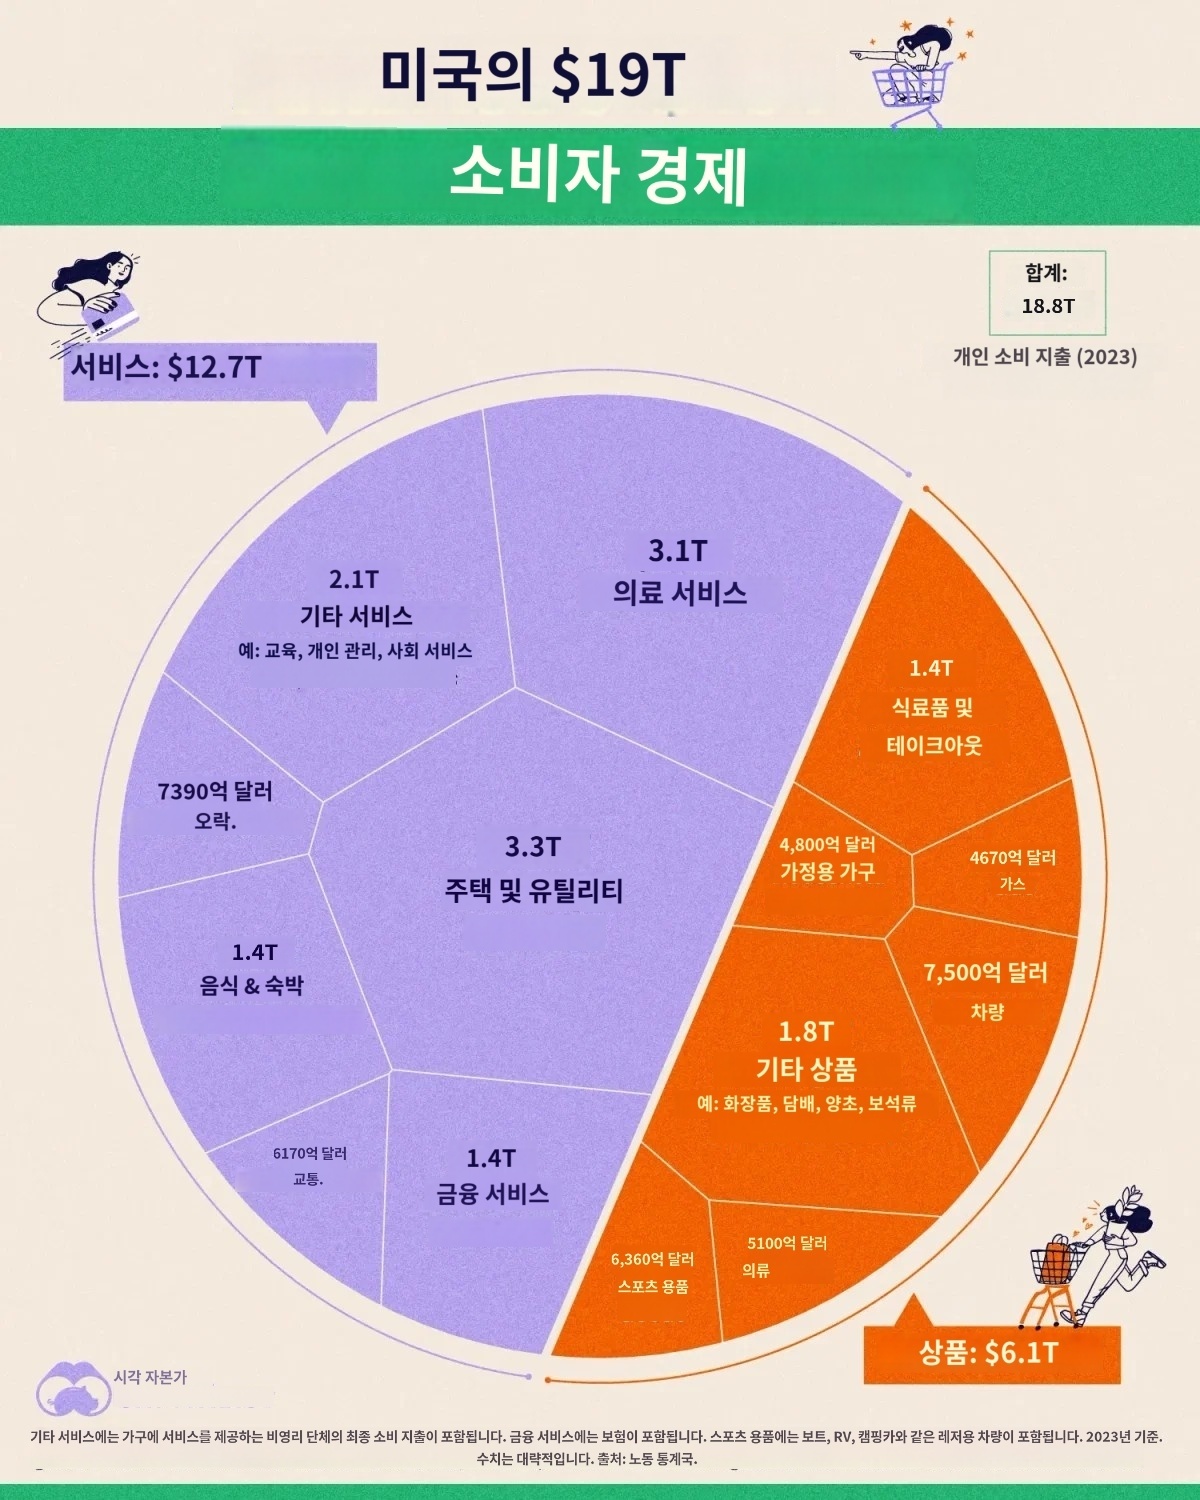 미국의 $19T
소비자 경제
합계:
18.8T
개인 소비 지출 (2023)
서비스: $12.7T
3.1T
의료 서비스
2.1T
기타 서비스
예: 교육, 개인 관리, 사회 서비스
1.4T
식료품 및
테이크아웃
7390억 달러
오락.
3.3T
주택 및 유틸리티
4,800억 달러
가정용 가구
4670억 달러
가스
1.4T
음식 & 숙박
7,500억 달러
차량
1.8T
기타 상품
예: 화장품, 담배, 양초, 보석류
6170억 달러
교통.
1.4T
금융 서비스
6,360억 달러
스포츠 용품
5100억 달러
의류
상품: $6.1T
시각 자본가
기타 서비스에는 가구에 서비스를 제공하는 비영리 단체의 최종 소비 지출이 포함됩니다. 금융 서비스에는 보험이 포함됩니다. 스포츠 용품에는 보트, RV, 캠핑카와 같은 레저용 차량이 포함됩니다. 2023년 기준.
수치는 대략적입니다. 출처: 노동 통계국.